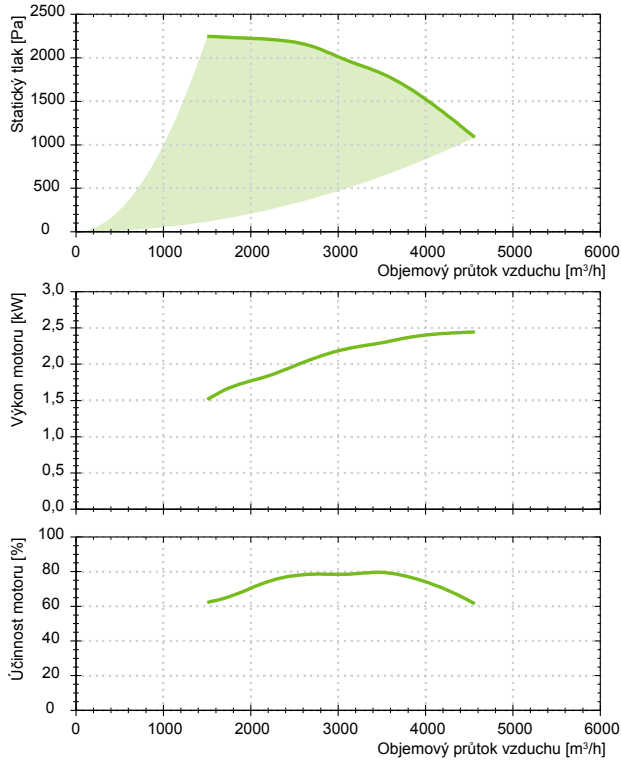 Statický tlak [Pa]
2500
2000
1500
1000
500
0
0 1000 2000 3000 4000 5000 6000
Objemový průtok vzduchu [m³/h]
Výkon motoru [kW]
3,0
2,5
2,0
1,5
1,0
0,5
0,0
Účinnost motoru [%]
100
80
60
40
20
0
0 1000 2000 3000 4000 5000 6000
Objemový průtok vzduchu [m³/h]